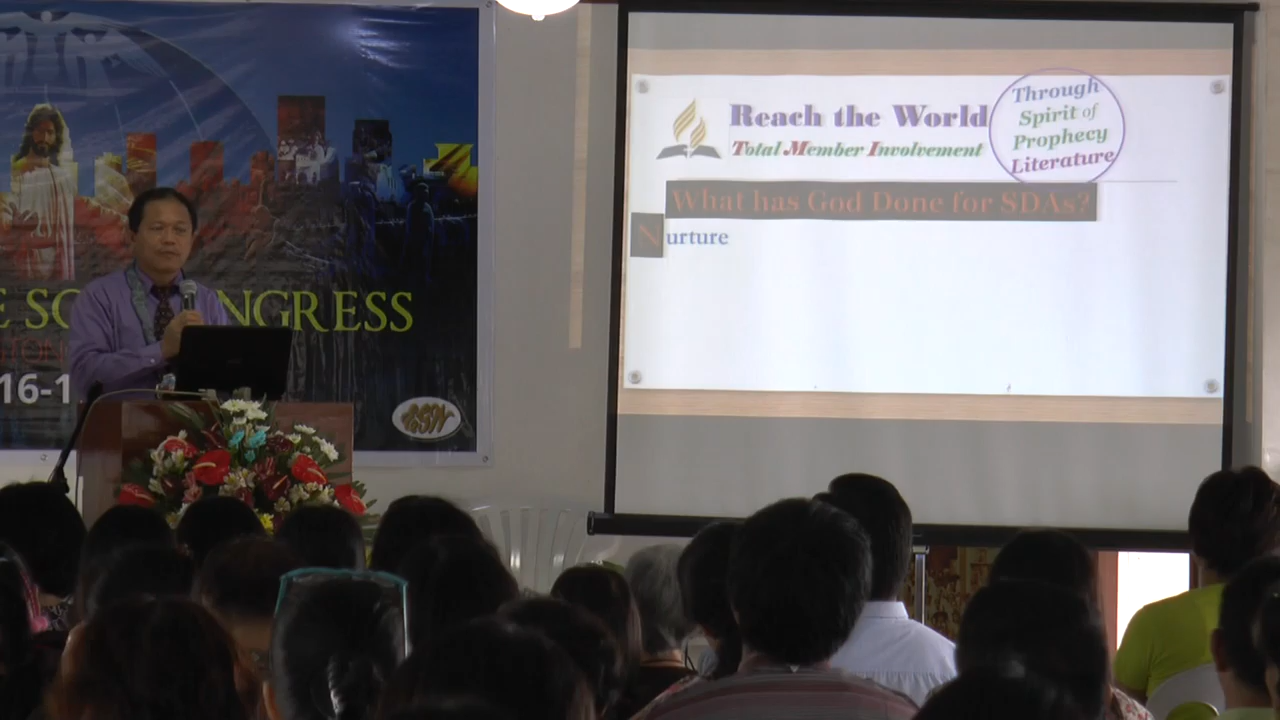 NGRESS
16-1
Reach the World
Total Member Involvement
Through
Spirit of
Prophecy
Literature
What has God Done for SDAs?
Nurture